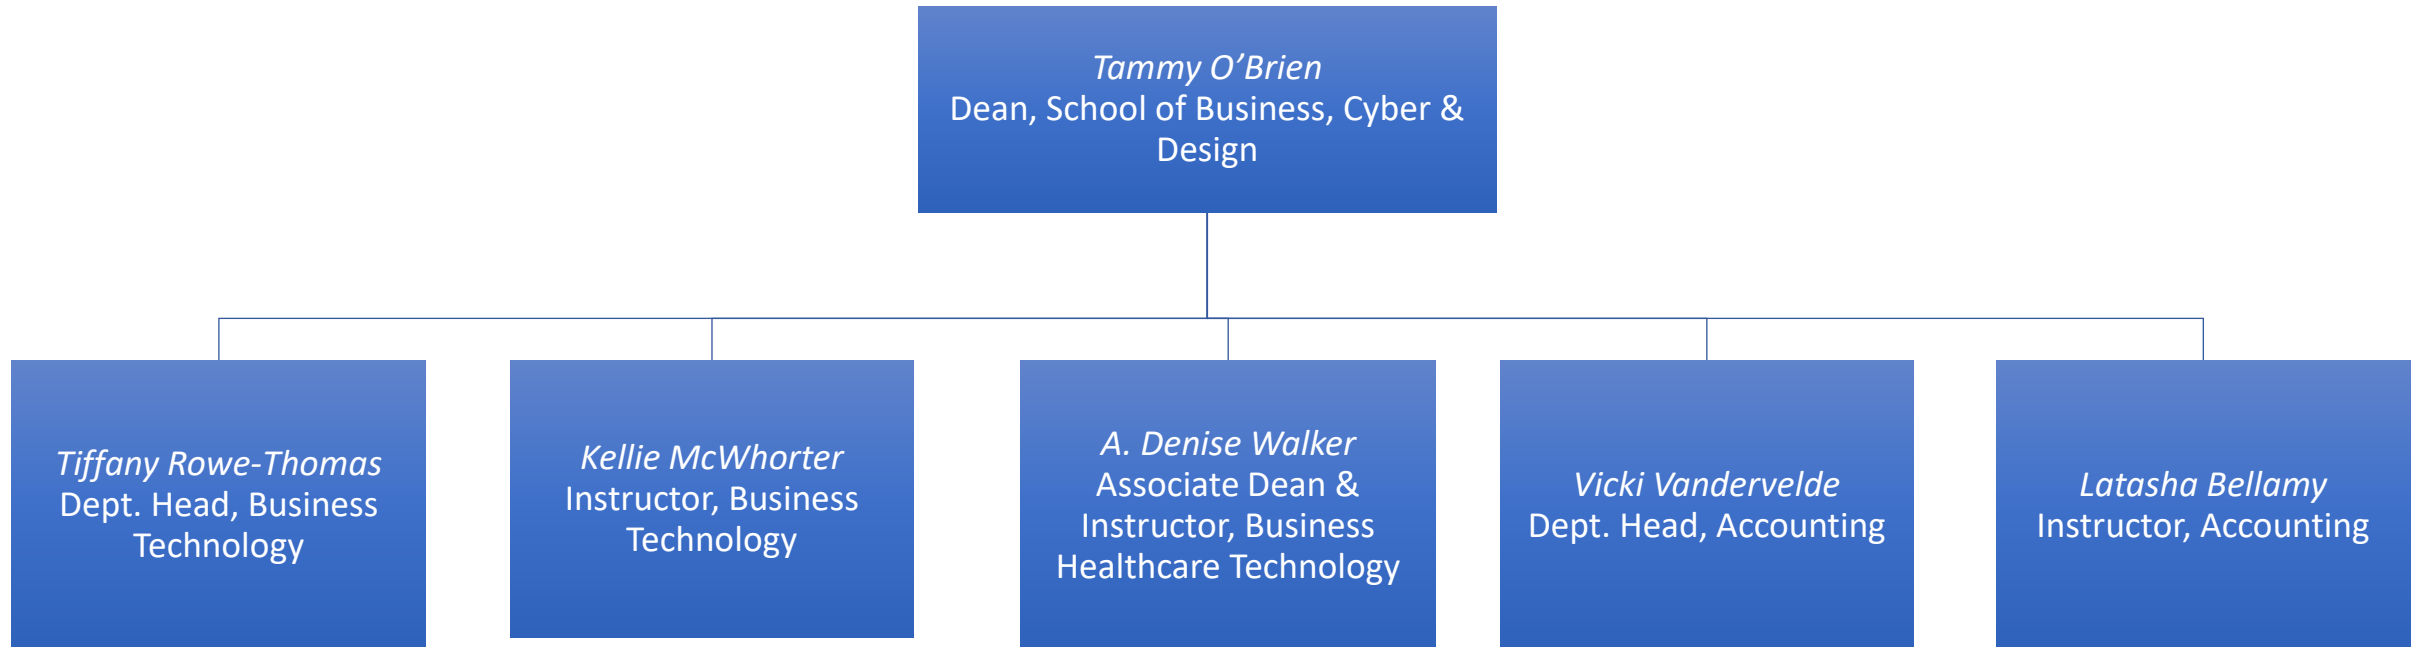 Tammy O’Brien
Dean, School of Business, Cyber &
Design
Tiffany Rowe-Thomas
Dept. Head, Business
Technology
Kellie McWhorter
Instructor, Business
Technology
A. Denise Walker
Associate Dean &
Instructor, Business
Healthcare Technology
Vicki Vandervelde
Dept. Head, Accounting
Latasha Bellamy
Instructor, Accounting